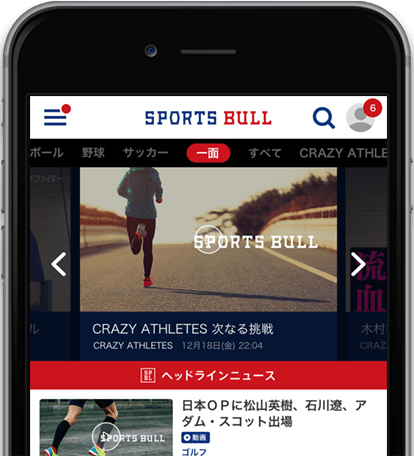 6
SPORTS BULL
ボール 野球 サッカー 一面 すべて CRAZY ATHLE
SPORTS BULL
流血
ル
CRAZY ATHLETES 次なる挑戦
CRAZY ATHLETES 12月18日(金) 22:04
木村
CRAZ
SP BL ヘッドラインニュース
日本ＯＰに松山英樹、石川遼、ア
ダム・スコット出場
SPORTS BULL
動画
ゴルフ